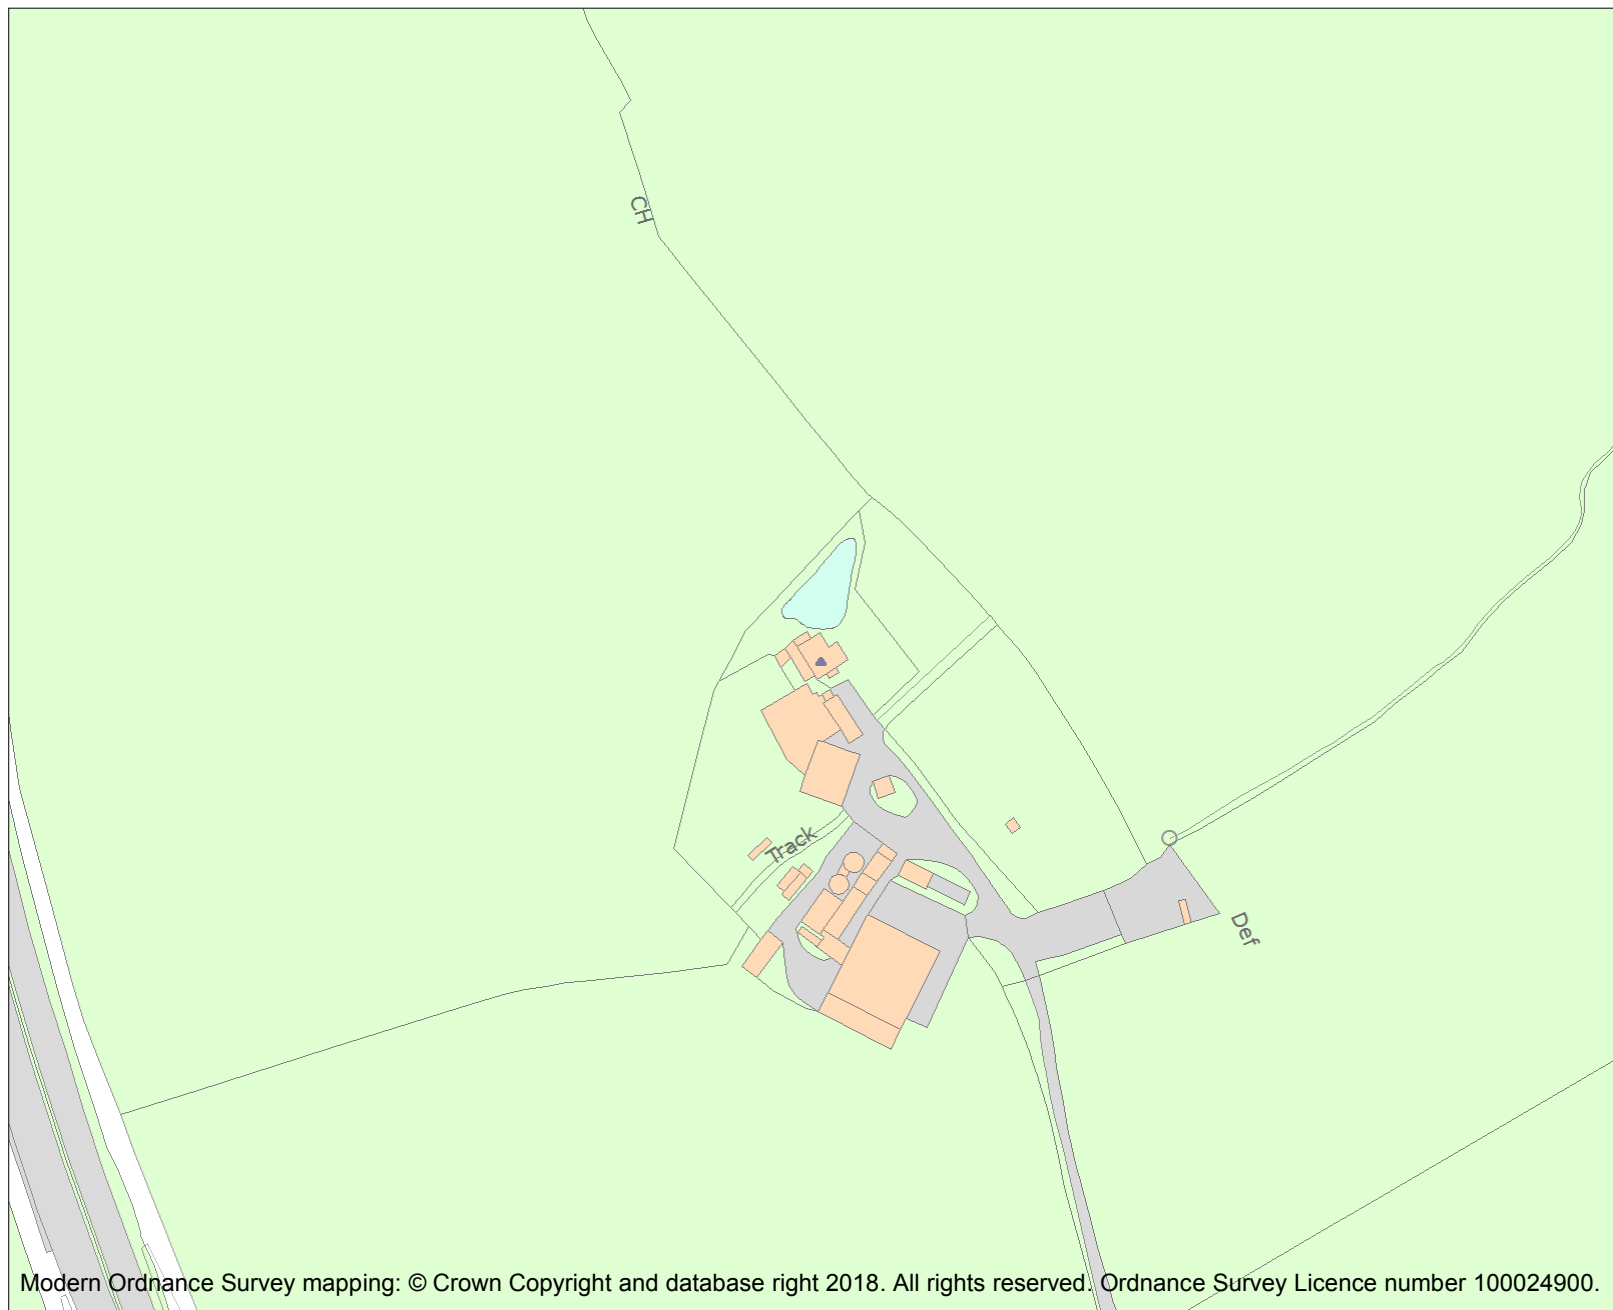 CH
Track
Def
Modern Ordnance Survey mapping: © Crown Copyright and database right 2018. All rights reserved. Ordnance Survey Licence number 100024900.